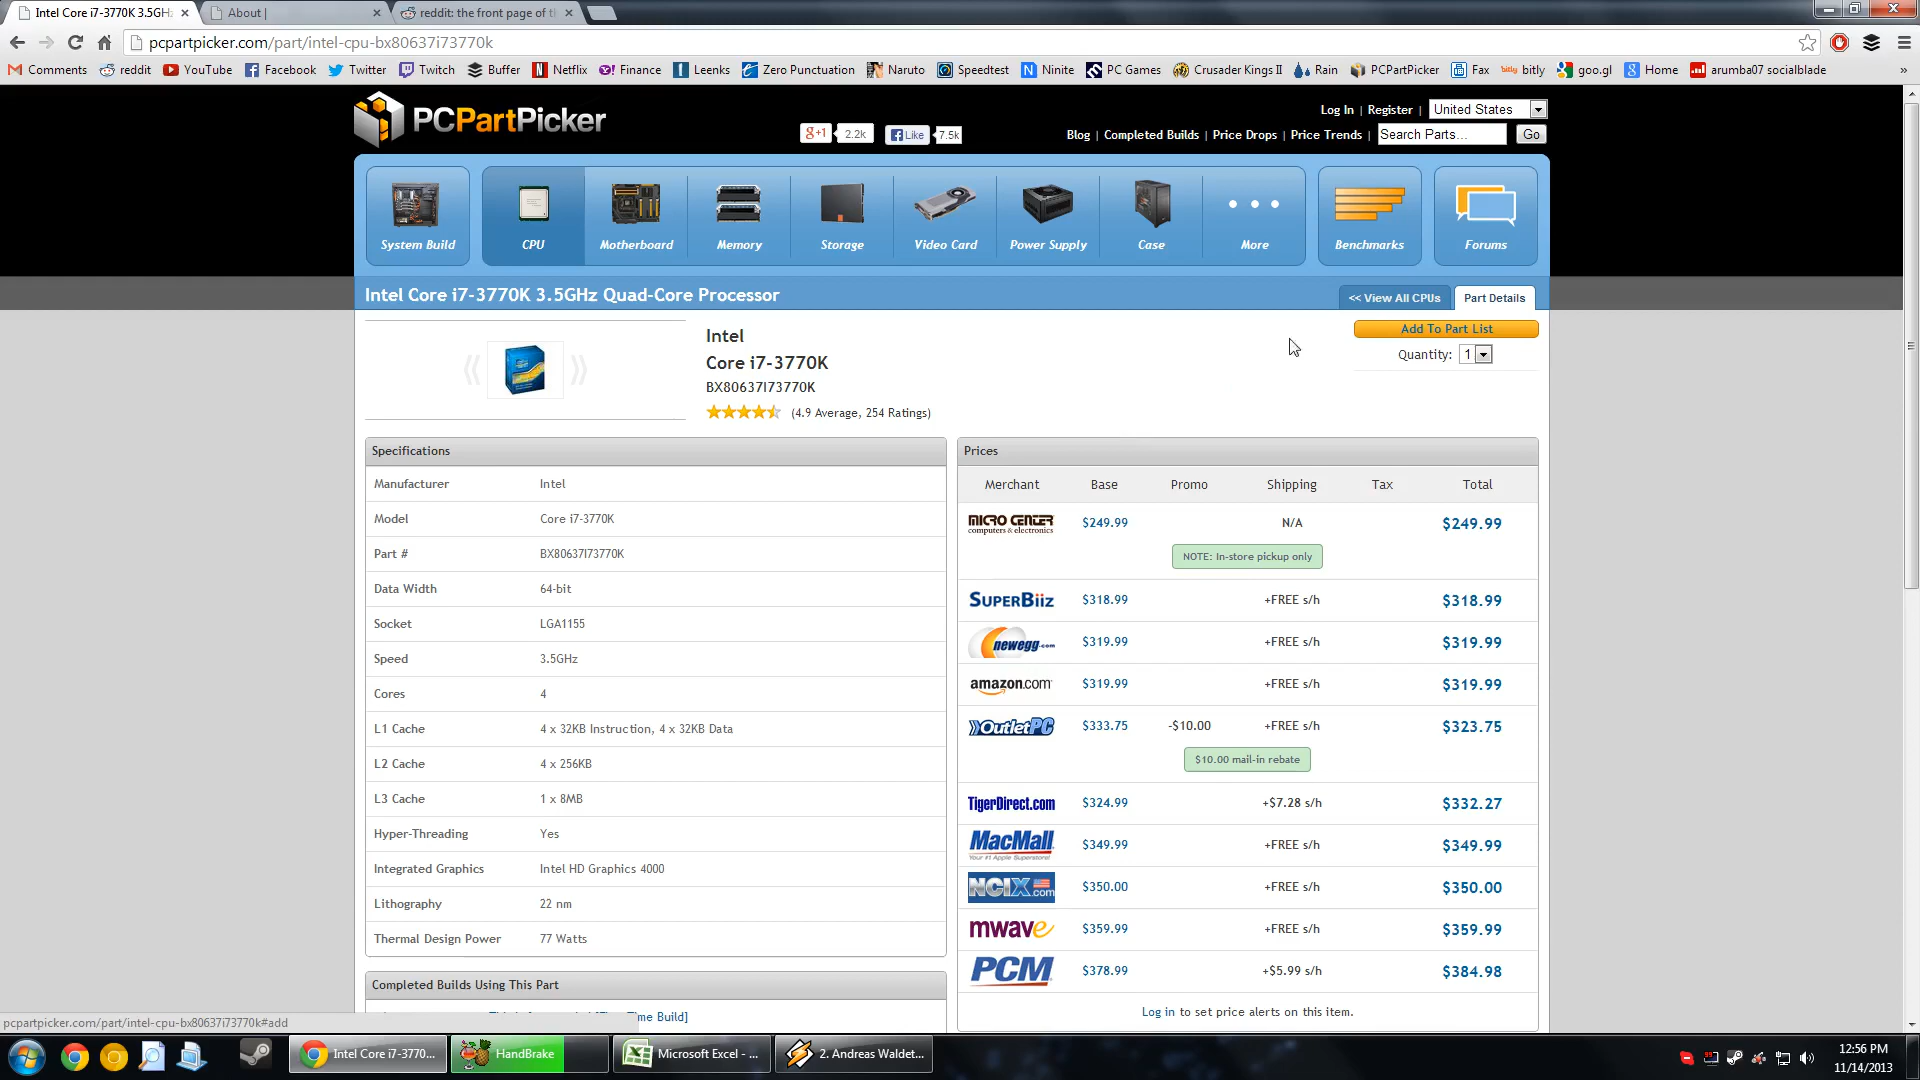 Intel Core i7-3770K 3.5GH
About |
reddit: the front page of t
pcpartpicker.com/part/intel-cpu-bx80637i73770k
Comments reddit YouTube Facebook Twitter Twitch Buffer Netflix Finance Leenks Zero Punctuation Naruto Speedtest Ninite PC Games Crusader Kings II Rain PCPartPicker Fax bitly goo.gl Home arumba07 socialblade »
PCPartPicker
Log In | Register | United States
g+1 2.2k Like 7.5k
Blog | Completed Builds | Price Drops | Price Trends | Search Parts... Go
System Build CPU Motherboard Memory Storage Video Card Power Supply Case More Benchmarks Forums
Intel Core i7-3770K 3.5GHz Quad-Core Processor
<< View All CPUs Part Details
Intel
Core i7-3770K
BX80637I73770K
(4.9 Average, 254 Ratings)
Add To Part List
Quantity: 1
Specifications
Manufacturer Intel
Model Core i7-3770K
Part # BX80637I73770K
Data Width 64-bit
Socket LGA1155
Speed 3.5GHz
Cores 4
L1 Cache 4 x 32KB Instruction, 4 x 32KB Data
L2 Cache 4 x 256KB
L3 Cache 1 x 8MB
Hyper-Threading Yes
Integrated Graphics Intel HD Graphics 4000
Lithography 22 nm
Thermal Design Power 77 Watts
Completed Builds Using This Part
Time Build]
Prices
Merchant Base Promo Shipping Tax Total
MICRO CENTER computers & electronics $249.99 N/A $249.99
NOTE: In-store pickup only
SUPERBIIZ $318.99 +FREE s/h $318.99
newegg.com $319.99 +FREE s/h $319.99
amazon.com $319.99 +FREE s/h $319.99
OutletPC $333.75 -$10.00 +FREE s/h $323.75
$10.00 mail-in rebate
TigerDirect.com $324.99 +$7.28 s/h $332.27
MacMall Your #1 Apple Superstore! $349.99 +FREE s/h $349.99
NCIX.com $350.00 +FREE s/h $350.00
mwave $359.99 +FREE s/h $359.99
PCM $378.99 +$5.99 s/h $384.98
Log in to set price alerts on this item.
pcpartpicker.com/part/intel-cpu-bx80637i73770k#add
Intel Core i7-3770... HandBrake Microsoft Excel - ... 2. Andreas Waldet...
12:56 PM
11/14/2013